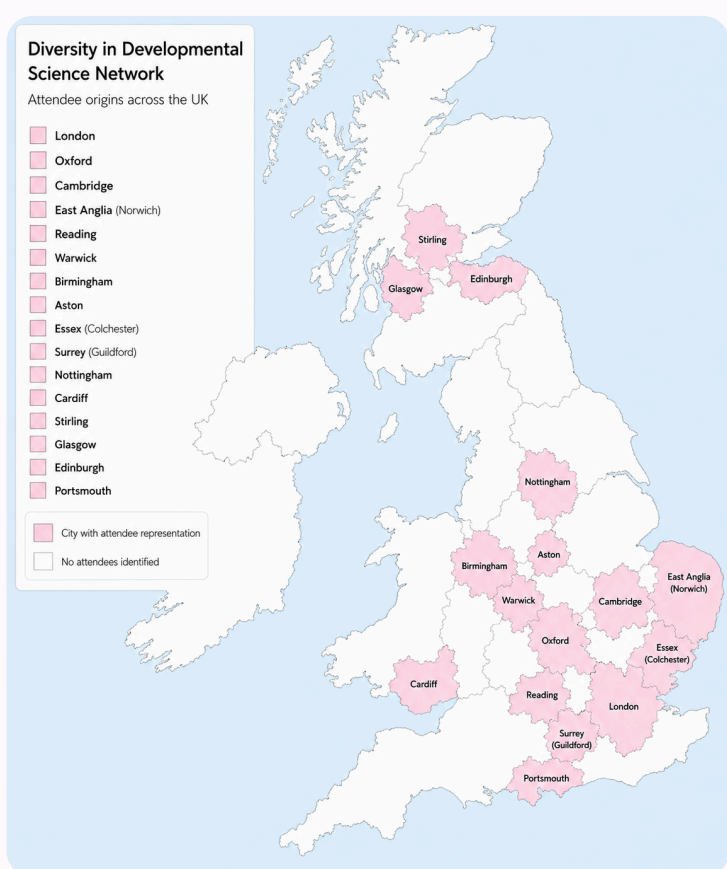 Diversity in Developmental
Science Network
Attendee origins across the UK
London
Oxford
Cambridge
East Anglia (Norwich)
Reading
Warwick
Birmingham
Aston
Essex (Colchester)
Surrey (Guildford)
Nottingham
Cardiff
Stirling
Glasgow
Edinburgh
Portsmouth
City with attendee representation
No attendees identified
Stirling
Edinburgh
Glasgow
Nottingham
Aston
Birmingham
East Anglia
(Norwich)
Warwick
Cambridge
Oxford
Essex
(Colchester)
Cardiff
Reading
London
Surrey
(Guildford)
Portsmouth